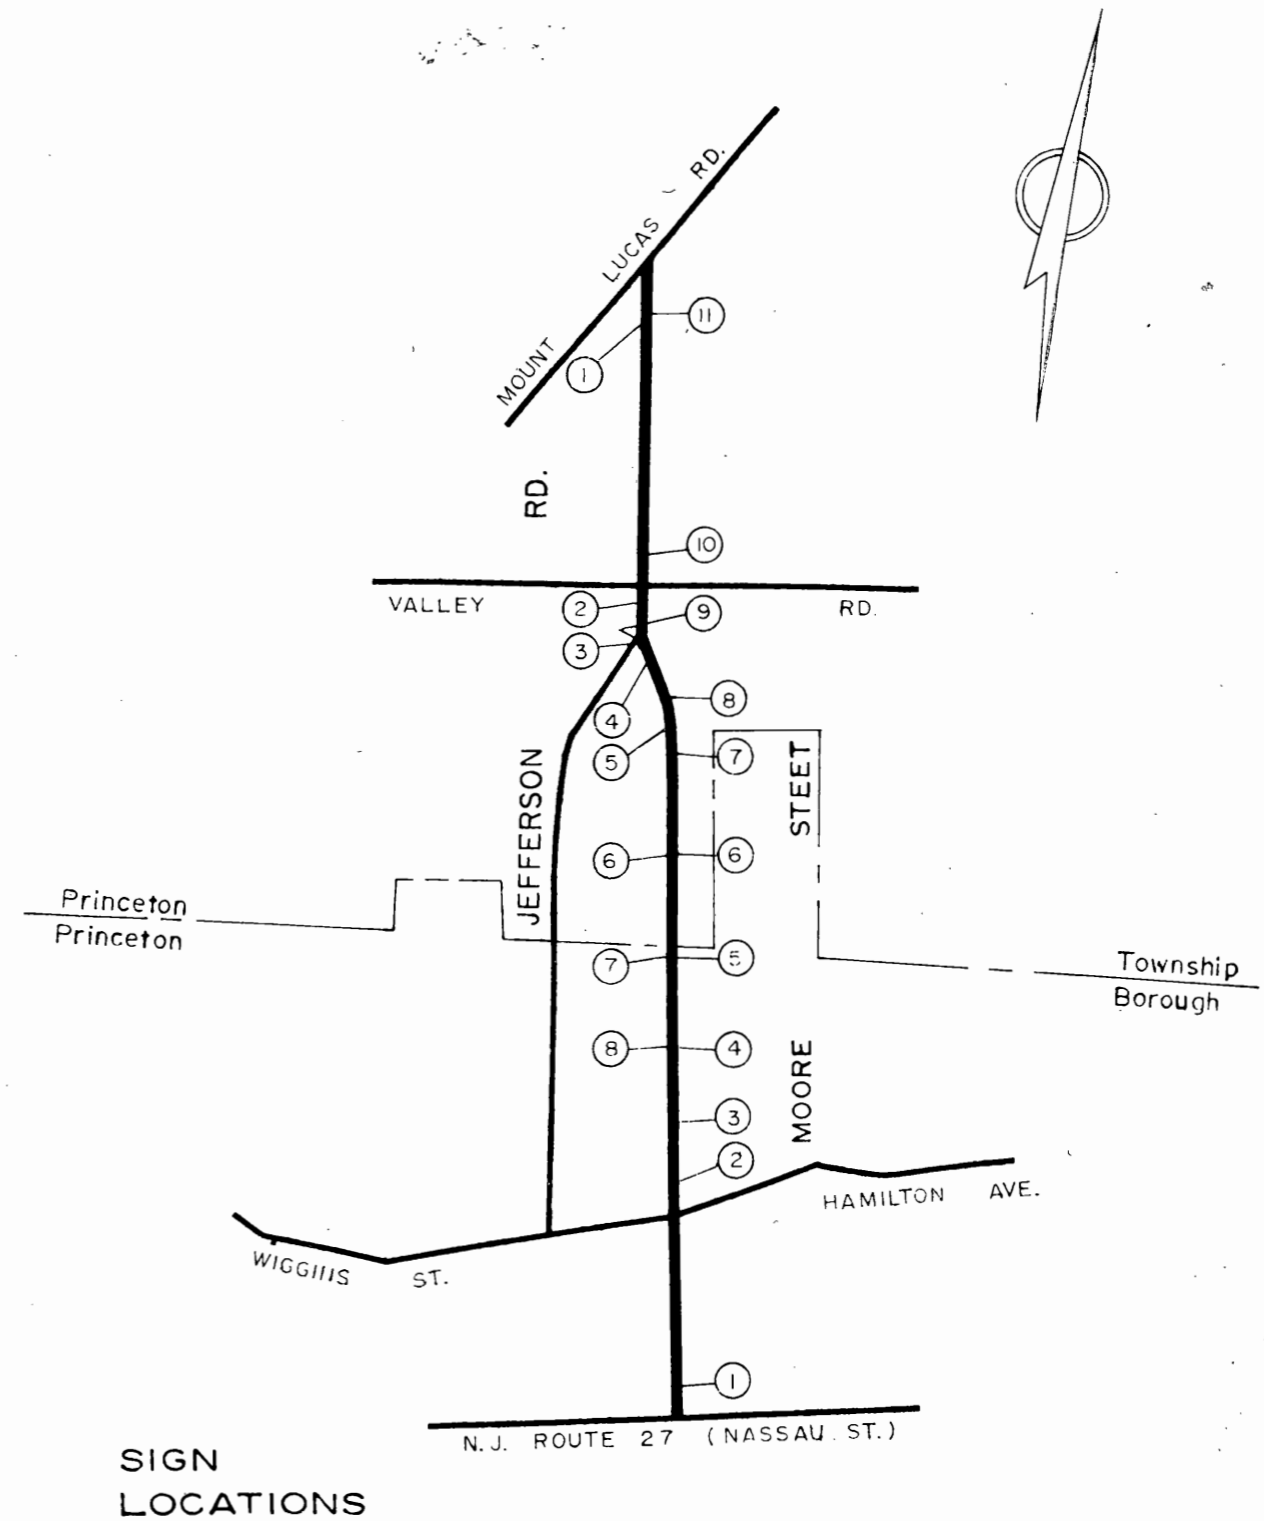 MOUNT LUCAS RD.
11
1
RD.
10
VALLEY RD.
2
9
3
8
4
5
7
JEFFERSON
STEET
6
6
Princeton
Princeton
7
5
Township
Borough
8
4
MOORE
3
2
HAMILTON AVE.
WIGGINS ST.
1
N.J. ROUTE 27 (NASSAU ST.)
SIGN
LOCATIONS